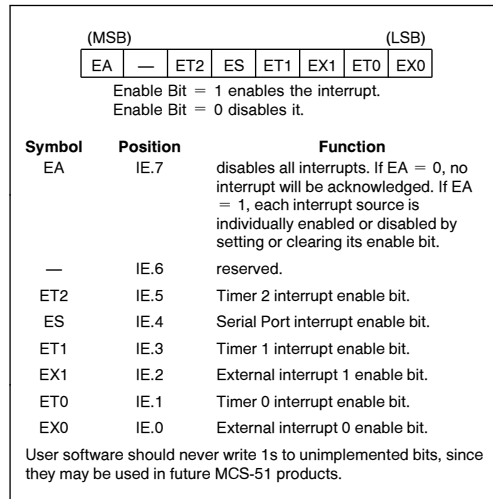 (MSB) (LSB)
EA — ET2 ES ET1 EX1 ET0 EX0
Enable Bit = 1 enables the interrupt.
Enable Bit = 0 disables it.
Symbol Position Function
EA IE.7 disables all interrupts. If EA = 0, no
interrupt will be acknowledged. If EA
= 1, each interrupt source is
individually enabled or disabled by
setting or clearing its enable bit.
— IE.6 reserved.
ET2 IE.5 Timer 2 interrupt enable bit.
ES IE.4 Serial Port interrupt enable bit.
ET1 IE.3 Timer 1 interrupt enable bit.
EX1 IE.2 External interrupt 1 enable bit.
ET0 IE.1 Timer 0 interrupt enable bit.
EX0 IE.0 External interrupt 0 enable bit.
User software should never write 1s to unimplemented bits, since
they may be used in future MCS-51 products.